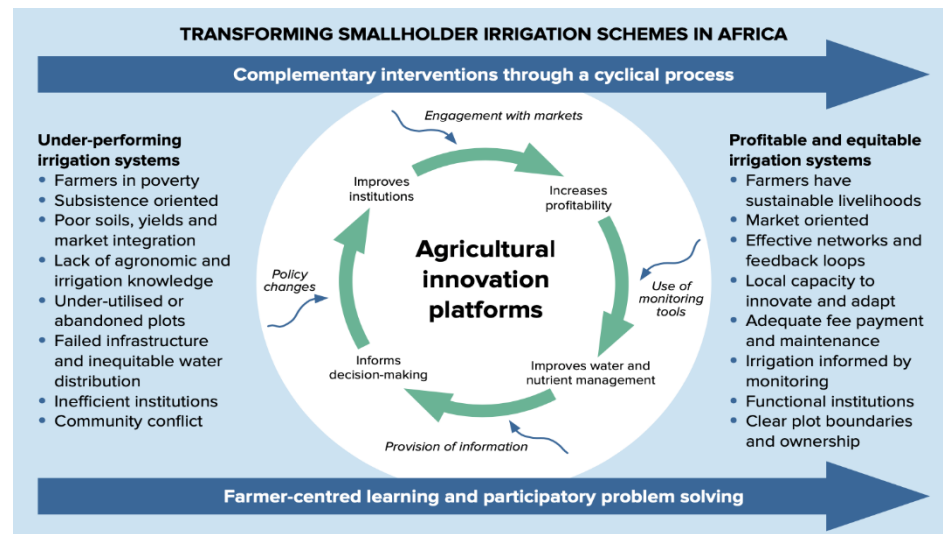 TRANSFORMING SMALLHOLDER IRRIGATION SCHEMES IN AFRICA
Complementary interventions through a cyclical process
Under-performing
irrigation systems
• Farmers in poverty
• Subsistence oriented
• Poor soils, yields and
market integration
• Lack of agronomic and
irrigation knowledge
• Under-utilised or
abandoned plots
• Failed infrastructure
and inequitable water
distribution
• Inefficient institutions
• Community conflict
Engagement with markets
Improves
institutions
Increases
profitability
Agricultural
innovation
platforms
Policy
changes
Use of
monitoring
tools
Informs
decision-making
Improves water and
nutrient management
Provision of information
Profitable and equitable
irrigation systems
• Farmers have
sustainable livelihoods
• Market oriented
• Effective networks and
feedback loops
• Local capacity to
innovate and adapt
• Adequate fee payment
and maintenance
• Irrigation informed by
monitoring
• Functional institutions
• Clear plot boundaries
and ownership
Farmer-centred learning and participatory problem solving